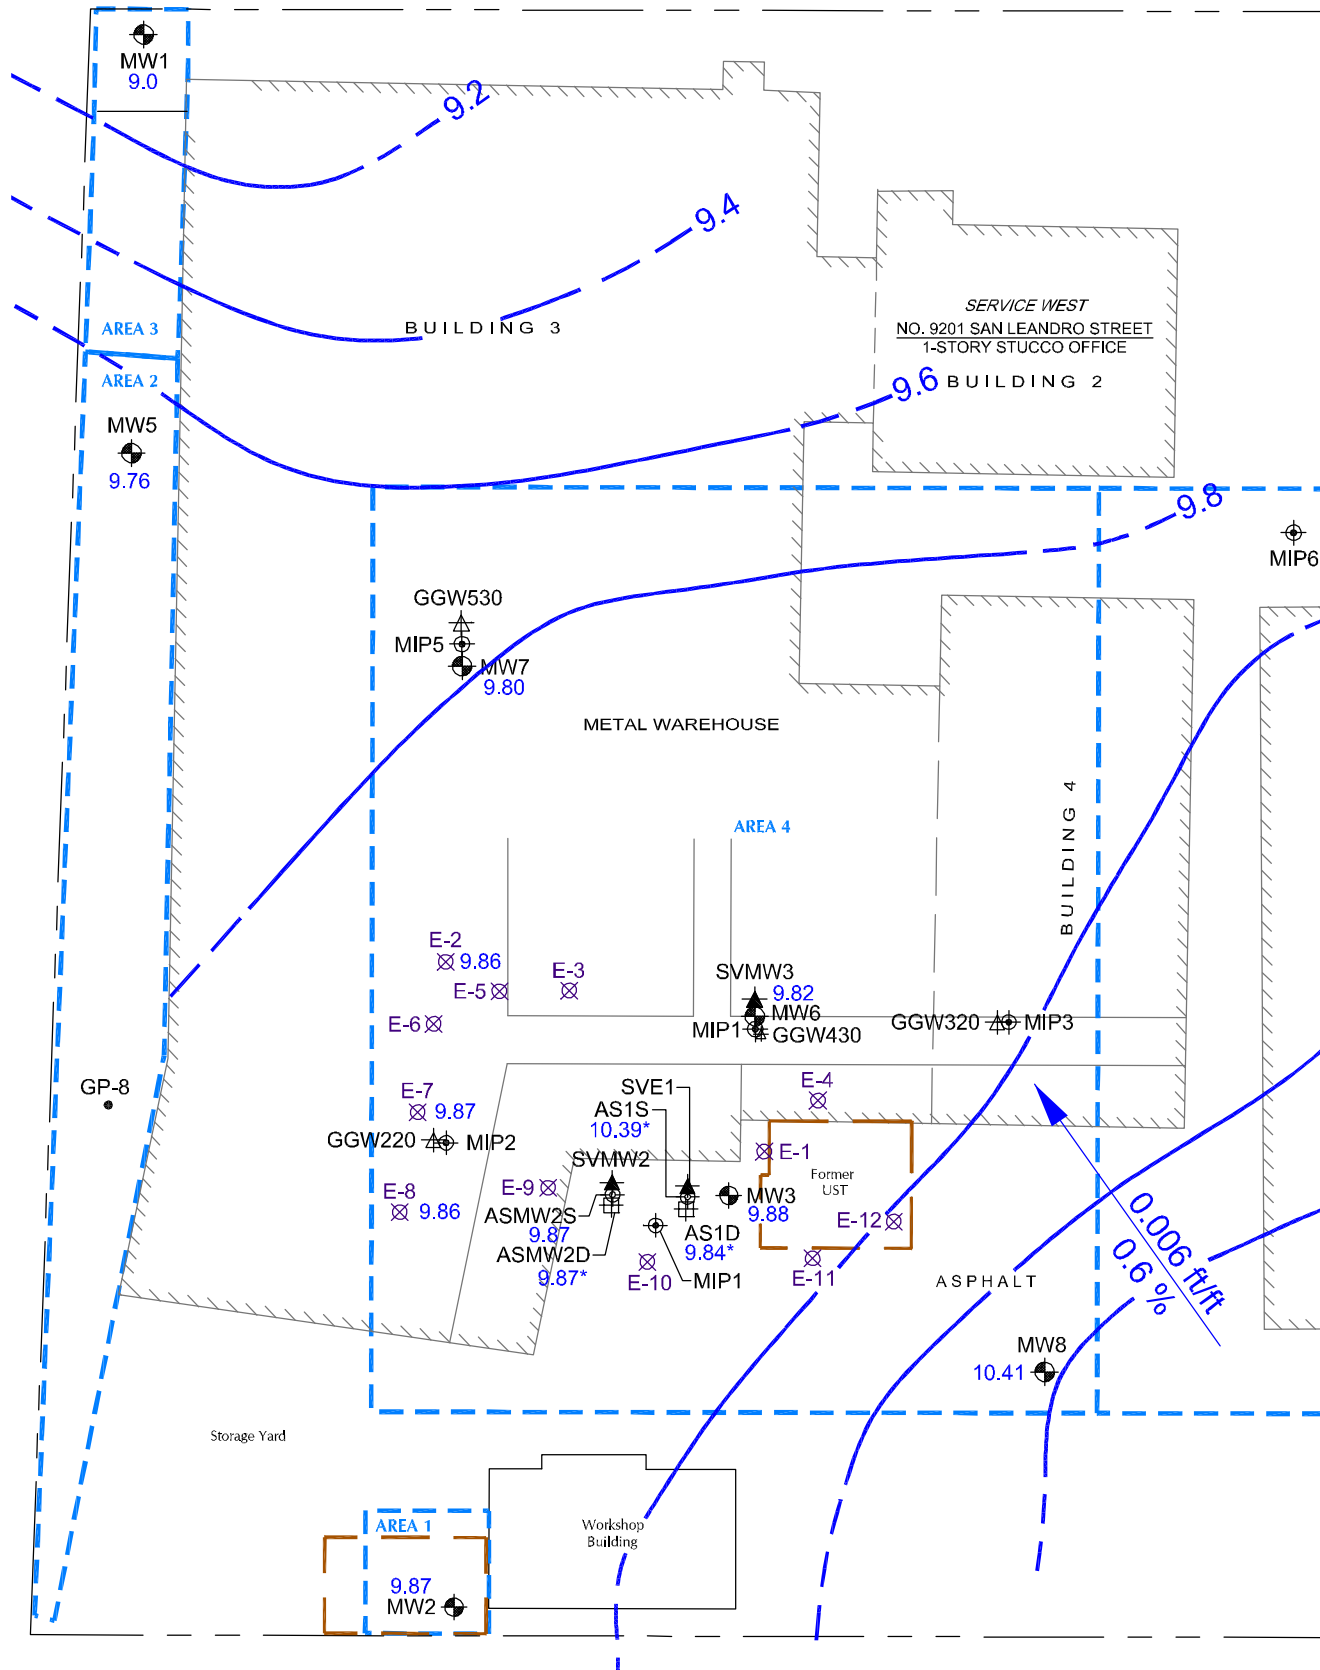 MW1
9.0
9.2
9.4
SERVICE WEST
NO. 9201 SAN LEANDRO STREET
1-STORY STUCCO OFFICE
AREA 3
BUILDING 3
AREA 2
9.6
BUILDING 2
MW5
9.76
9.8
MIP6
GGW530
MIP5
MW7
9.80
METAL WAREHOUSE
AREA 4
BUILDING 4
E-2
9.86
E-5
E-3
E-6
SVMW3
9.82
MW6
MIP1
GGW430
GGW320
MIP3
GP-8
E-7
9.87
GGW220
MIP2
SVE1
AS1S
10.39*
E-4
E-1
SVMW2
Former
UST
E-8
9.86
E-9
ASMW2S
9.87
ASMW2D
9.87*
MW3
9.88
AS1D
9.84*
E-12
E-10
MIP1
E-11
0.006 ft/ft
0.6 %
ASPHALT
MW8
10.41
Storage Yard
AREA 1
Workshop
Building
9.87
MW2